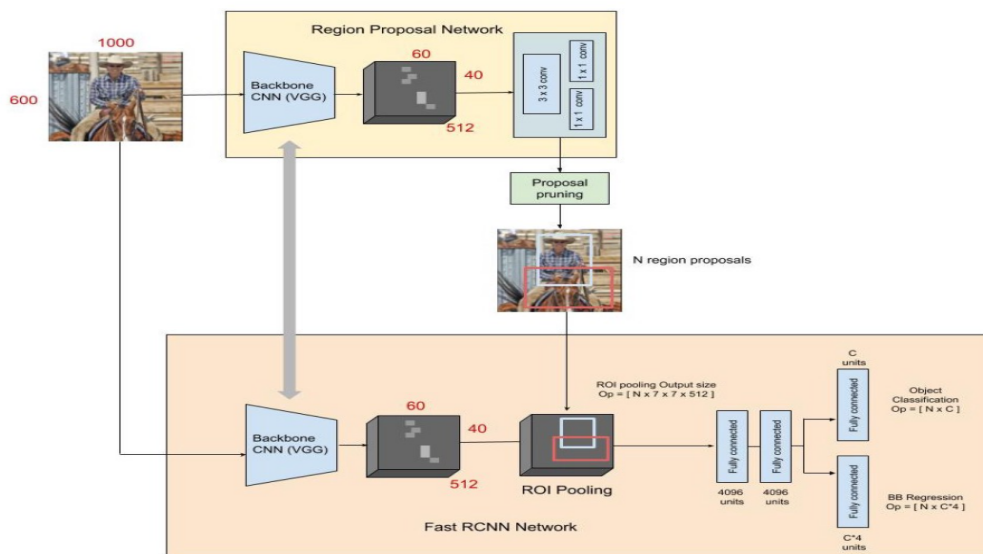 Region Proposal Network
1000
600
Backbone
CNN (VGG)
60
40
512
3 x 3 conv
1 x 1 conv
1 x 1 conv
Proposal
pruning
N region proposals
Backbone
CNN (VGG)
60
40
512
ROI pooling Output size
Op = [ N x 7 x 7 x 512 ]
ROI Pooling
Fully connected
4096
units
Fully connected
4096
units
C
units
Fully connected
Object
Classification
Op = [ N x C ]
Fully connected
C*4
units
BB Regression
Op = [ N x C*4 ]
Fast RCNN Network